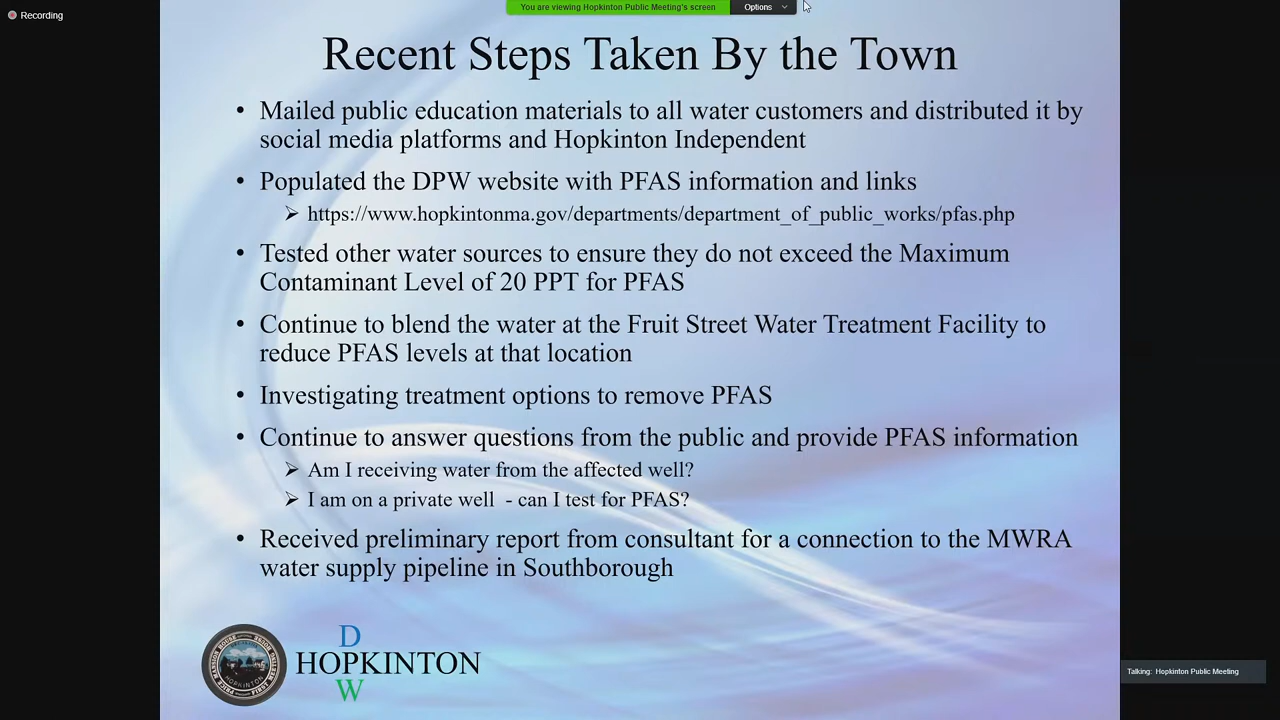 Recording
You are viewing Hopkinton Public Meeting's screen
Options
Recent Steps Taken By the Town
• Mailed public education materials to all water customers and distributed it by
social media platforms and Hopkinton Independent
• Populated the DPW website with PFAS information and links
➢ https://www.hopkintonma.gov/departments/department_of_public_works/pfas.php
• Tested other water sources to ensure they do not exceed the Maximum
Contaminant Level of 20 PPT for PFAS
• Continue to blend the water at the Fruit Street Water Treatment Facility to
reduce PFAS levels at that location
• Investigating treatment options to remove PFAS
• Continue to answer questions from the public and provide PFAS information
➢ Am I receiving water from the affected well?
➢ I am on a private well - can I test for PFAS?
• Received preliminary report from consultant for a connection to the MWRA
water supply pipeline in Southborough
D
HOPKINTON
W
HOPKINTON
Talking: Hopkinton Public Meeting